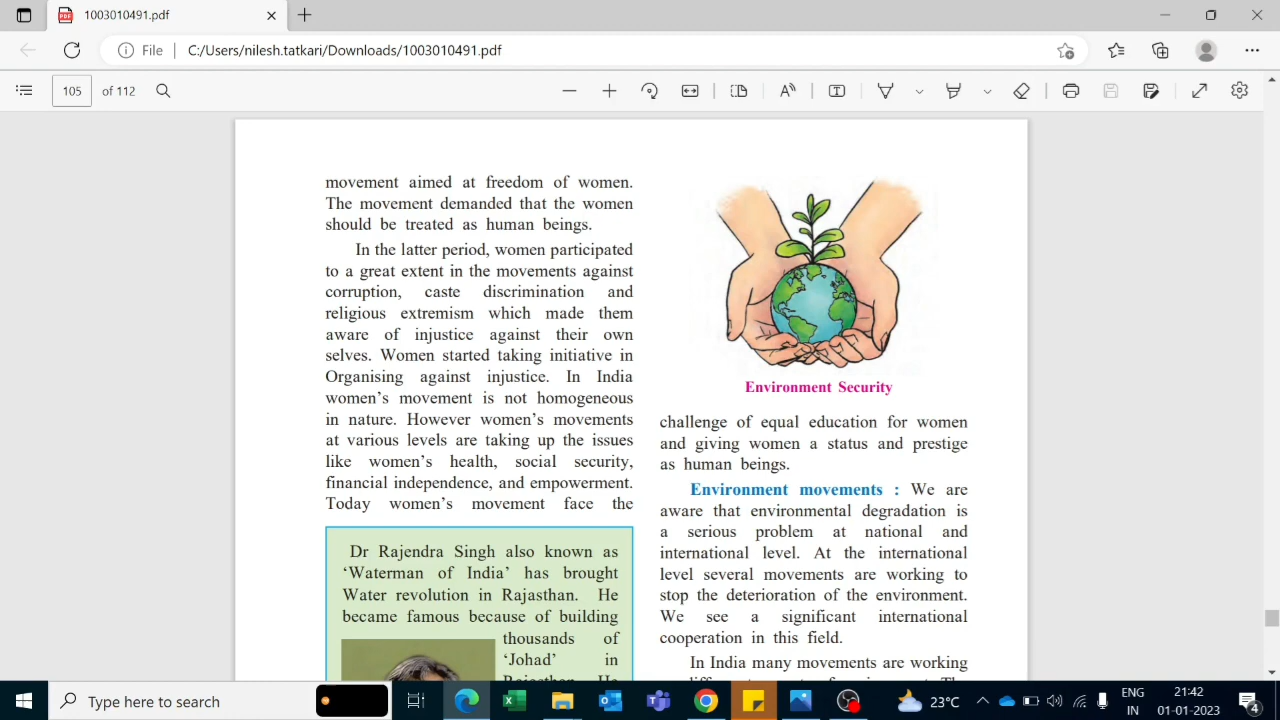 1003010491.pdf
File
C:/Users/nilesh.tatkari/Downloads/1003010491.pdf
105 of 112
movement aimed at freedom of women.
The movement demanded that the women
should be treated as human beings.
In the latter period, women participated
to a great extent in the movements against
corruption, caste discrimination and
religious extremism which made them
aware of injustice against their own
selves. Women started taking initiative in
Organising against injustice. In India
women's movement is not homogeneous
in nature. However women's movements
at various levels are taking up the issues
like women's health, social security,
financial independence, and empowerment.
Today women's movement face the
Dr Rajendra Singh also known as
‘Waterman of India’ has brought
Water revolution in Rajasthan. He
became famous because of building
thousands of
‘Johad’ in
Environment Security
challenge of equal education for women
and giving women a status and prestige
as human beings.
Environment movements : We are
aware that environmental degradation is
a serious problem at national and
international level. At the international
level several movements are working to
stop the deterioration of the environment.
We see a significant international
cooperation in this field.
In India many movements are working
Type here to search
23°C
ENG
IN
21:42
01-01-2023
4